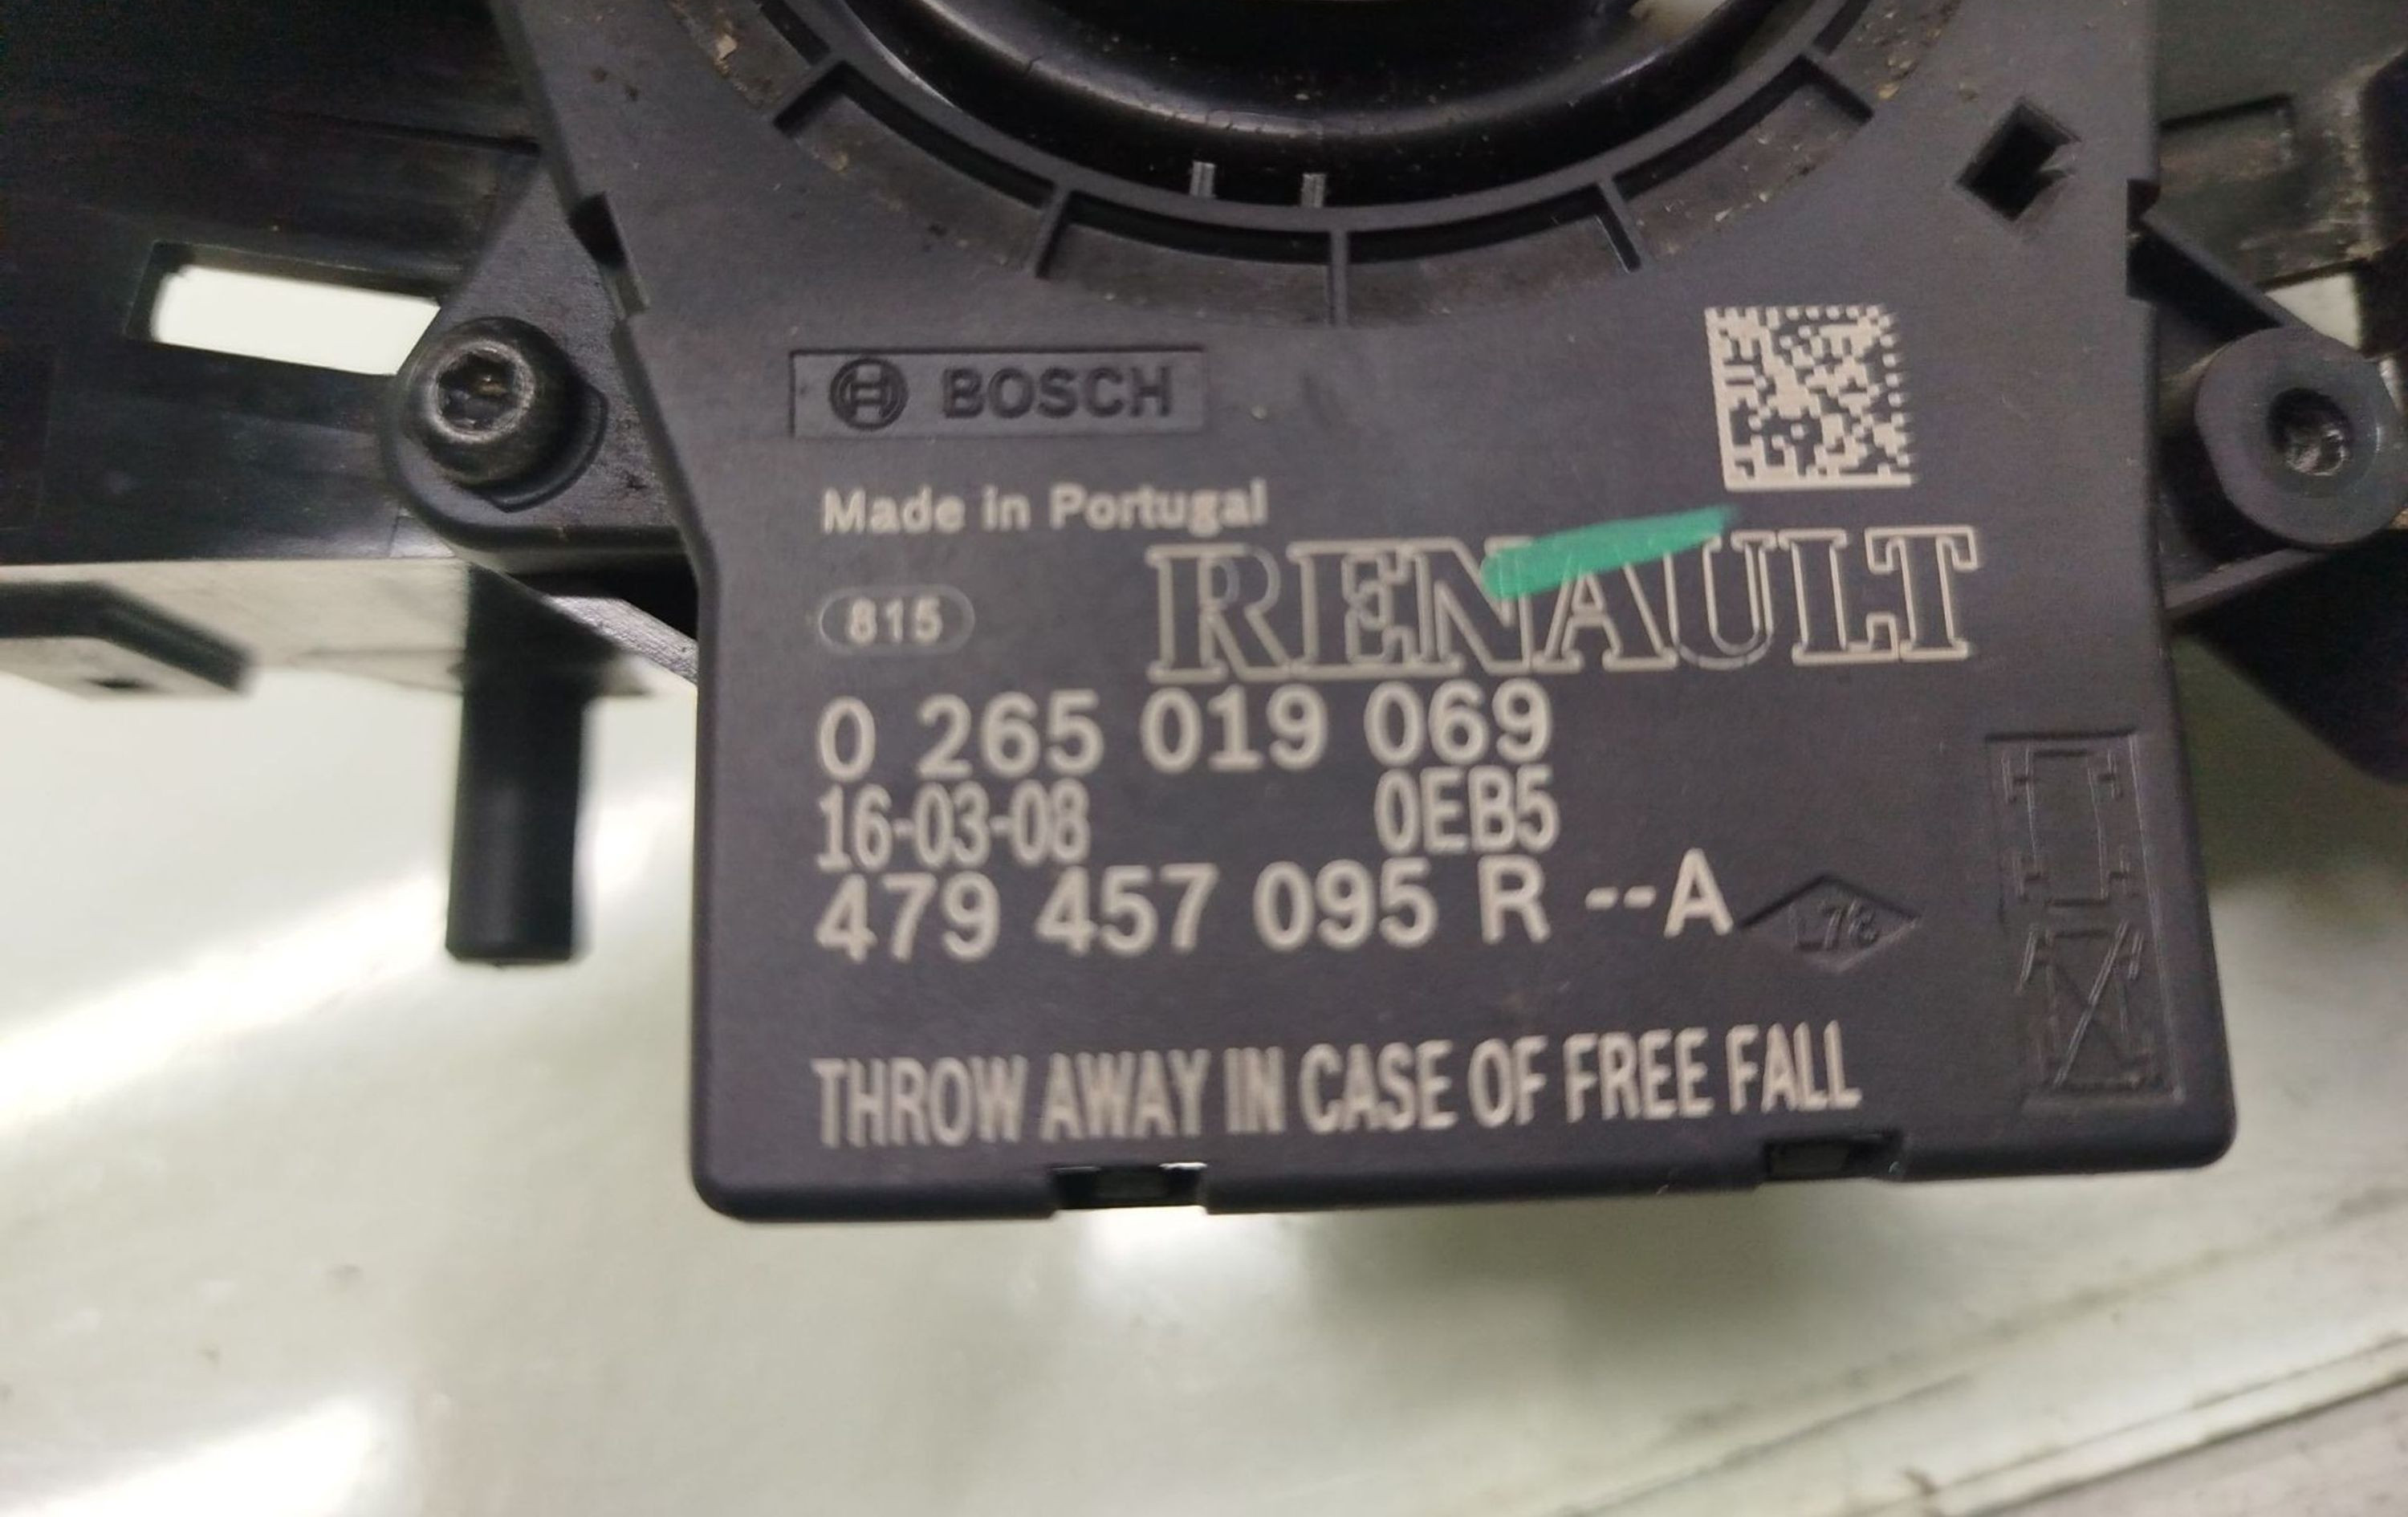 BOSCH
Made in Portugal
RENAULT
815
0 265 019 069
16-03-08 0EB5
479 457 095 R --A
L78
THROW AWAY IN CASE OF FREE FALL